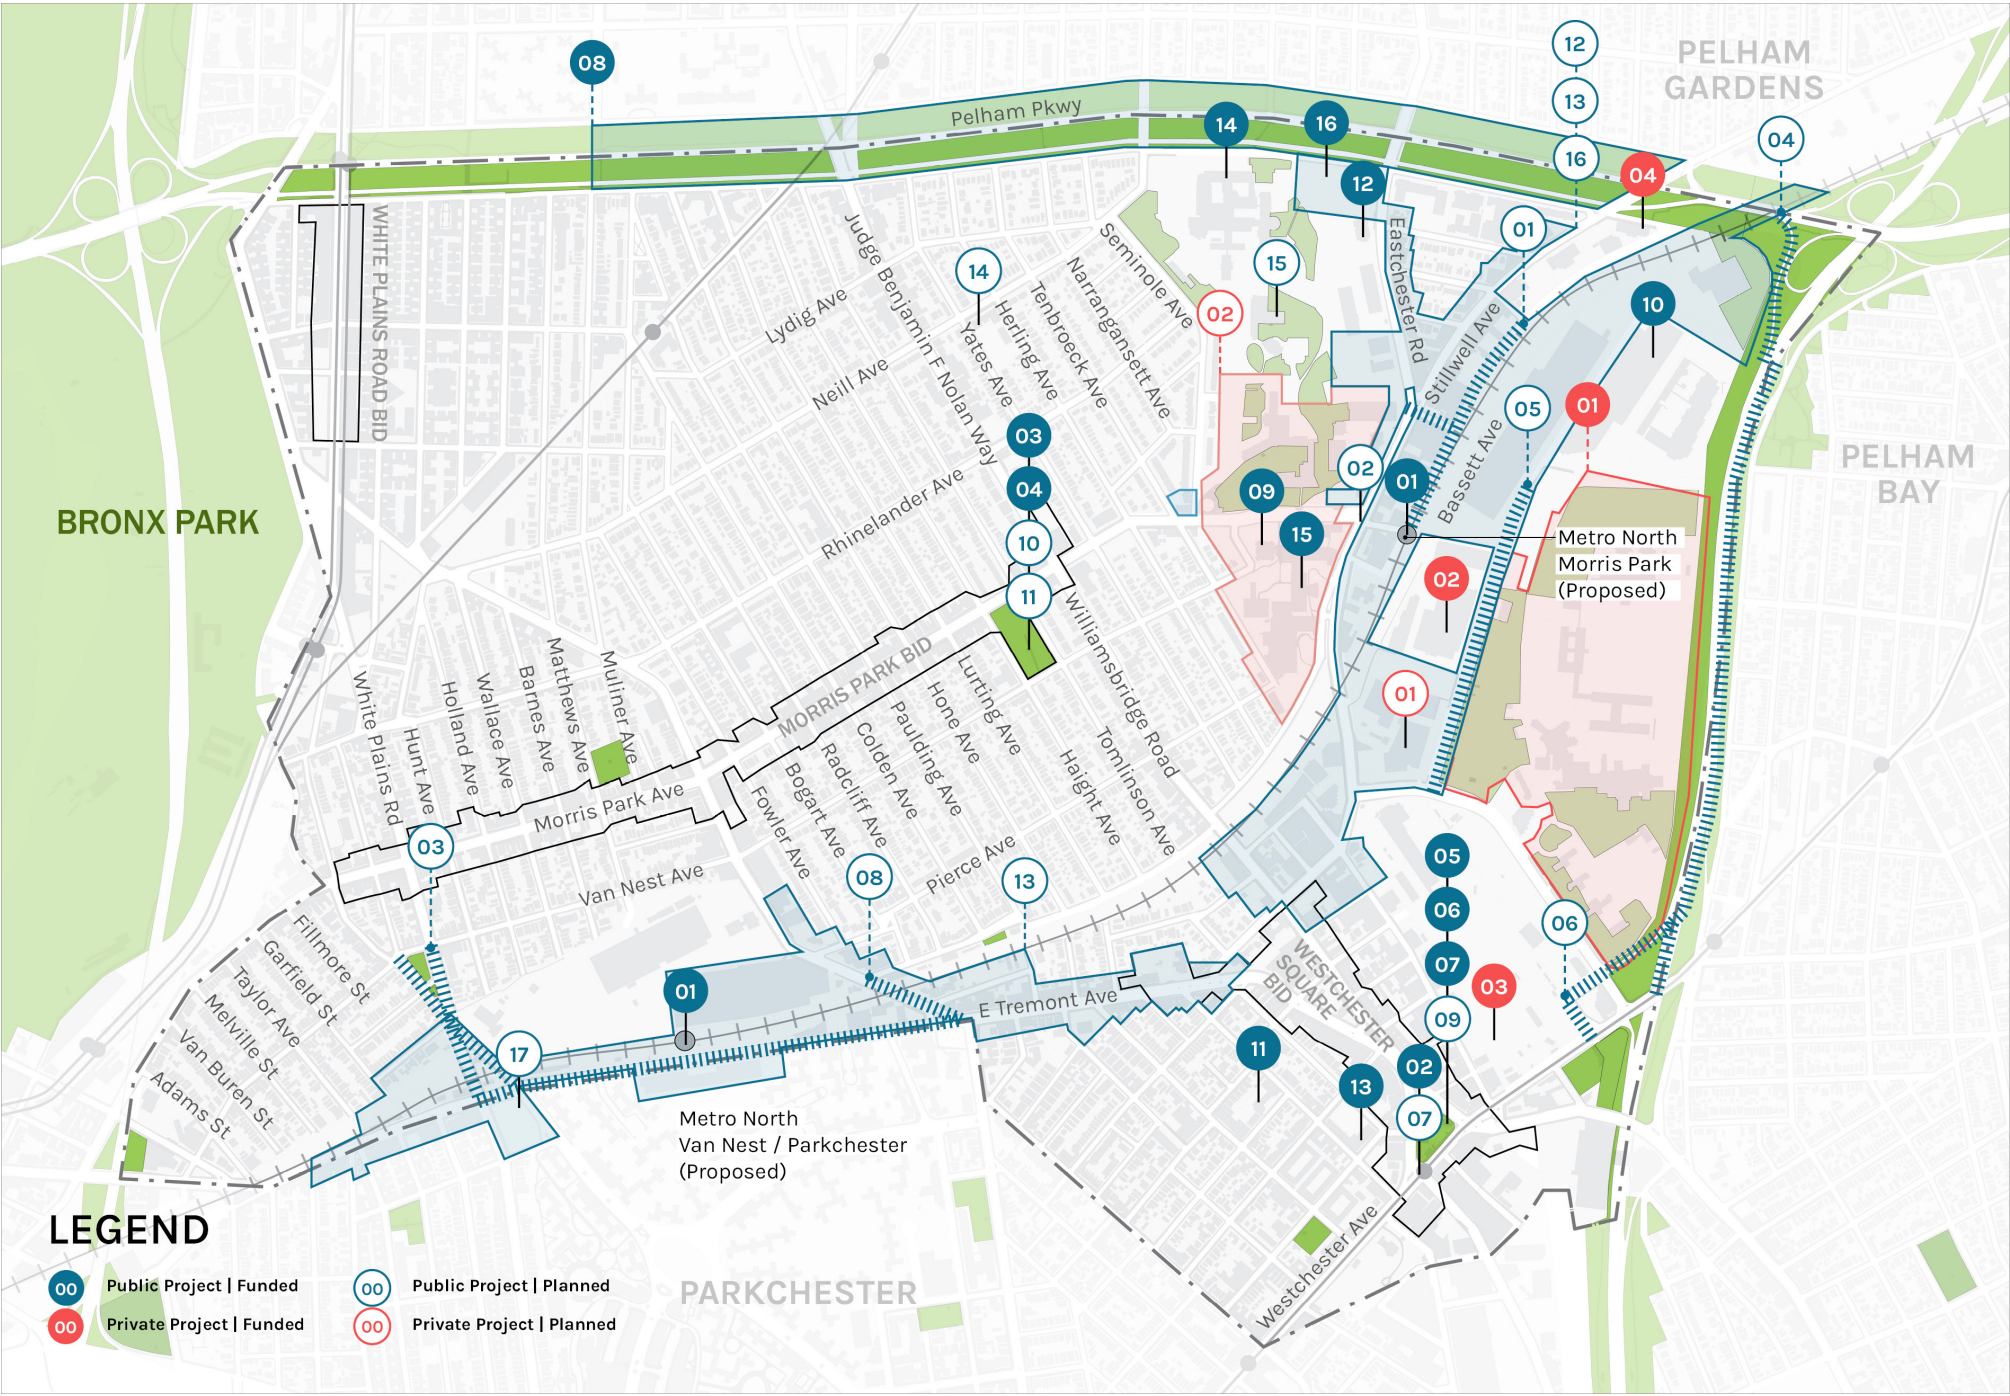 12
PELHAM
GARDENS
08
13
Pelham Pkwy
14
16
16
04
04
12
WHITE PLAINS ROAD BID
Judge Benjamin F Nolan Way
Seminole Ave
Eastchester Rd
01
14
15
Narrangansett Ave
Tenbroeck Ave
Herling Ave
Yates Ave
Lydig Ave
02
10
Stillwell Ave
Neill Ave
05
01
03
Bassett Ave
PELHAM
BAY
02
01
04
09
Rhinelander Ave
BRONX PARK
15
10
Metro North
Morris Park
(Proposed)
02
11
Williamsbridge Road
MORRIS PARK BID
01
White Plains Rd
Hunt Ave
Holland Ave
Wallace Ave
Barnes Ave
Matthews Ave
Muliner Ave
Lurting Ave
Hone Ave
Paulding Ave
Colden Ave
Radcliff Ave
Bogart Ave
Fowler Ave
Haight Ave
Tomlinson Ave
Morris Park Ave
03
Van Nest Ave
08
Pierce Ave
13
05
06
06
07
03
09
WESTCHESTER
SQUARE
BID
Fillmore St
Garfield St
Taylor Ave
Melville St
Van Buren St
Adams St
01
E Tremont Ave
17
11
13
02
07
Metro North
Van Nest / Parkchester
(Proposed)
Westchester Ave
PARKCHESTER
LEGEND
00 Public Project | Funded
00 Public Project | Planned
00 Private Project | Funded
00 Private Project | Planned